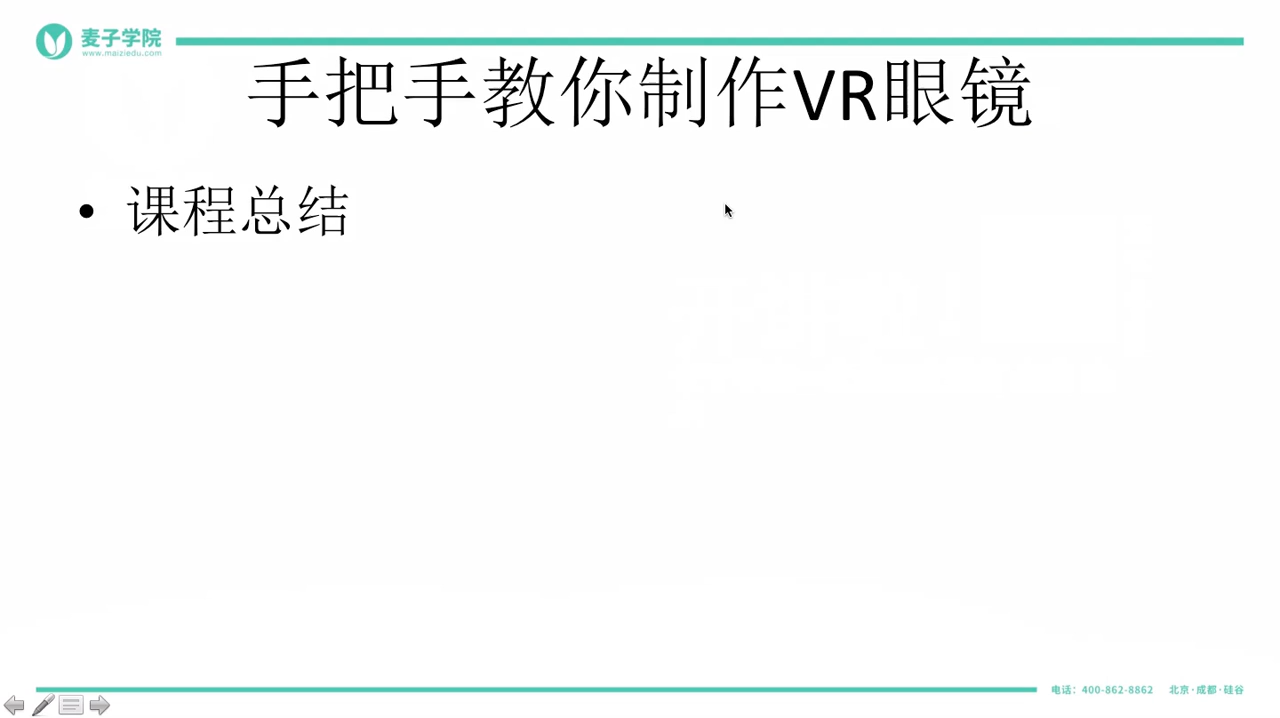 麦子学院
www.maiziedu.com
手把手教你制作VR眼镜
• 课程总结
电话：400-862-8862 北京·成都·硅谷